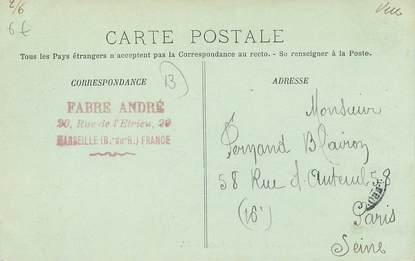 2/6
6€
Vue
CARTE POSTALE
Tous les Pays étrangers n'acceptent pas la Correspondance au recto. - Se renseigner à la Poste.
CORRESPONDANCE
13
FABRE ANDRÉ
20, Rue de l'Etrieu, 20
MARSEILLE (B.-du-R.) FRANCE
ADRESSE
Monsieur
Fernand Blairon
58 Rue d'Auteuil 58
(16e)
Paris
Seine